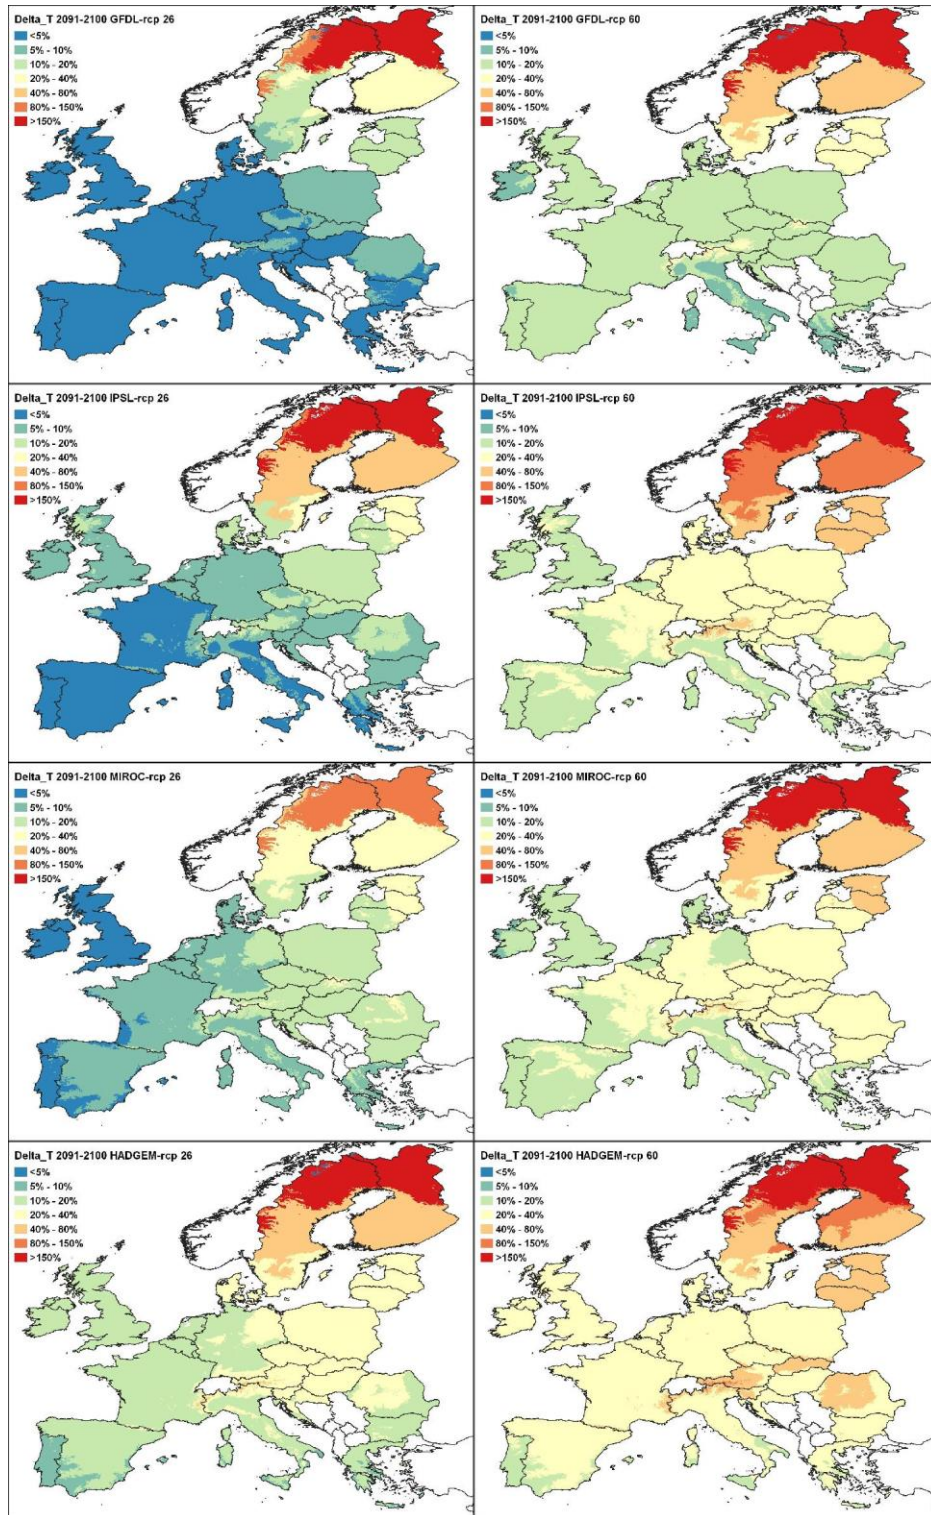 Delta_T 2091-2100 GFDL-rcp 26
<5%
5% - 10%
10% - 20%
20% - 40%
40% - 80%
80% - 150%
>150%
Delta_T 2091-2100 GFDL-rcp 60
<5%
5% - 10%
10% - 20%
20% - 40%
40% - 80%
80% - 150%
>150%
Delta_T 2091-2100 IPSL-rcp 26
<5%
5% - 10%
10% - 20%
20% - 40%
40% - 80%
80% - 150%
>150%
Delta_T 2091-2100 IPSL-rcp 60
<5%
5% - 10%
10% - 20%
20% - 40%
40% - 80%
80% - 150%
>150%
Delta_T 2091-2100 MIROC-rcp 26
<5%
5% - 10%
10% - 20%
20% - 40%
40% - 80%
80% - 150%
>150%
Delta_T 2091-2100 MIROC-rcp 60
<5%
5% - 10%
10% - 20%
20% - 40%
40% - 80%
80% - 150%
>150%
Delta_T 2091-2100 HADGEM-rcp 26
<5%
5% - 10%
10% - 20%
20% - 40%
40% - 80%
80% - 150%
>150%
Delta_T 2091-2100 HADGEM-rcp 60
<5%
5% - 10%
10% - 20%
20% - 40%
40% - 80%
80% - 150%
>150%